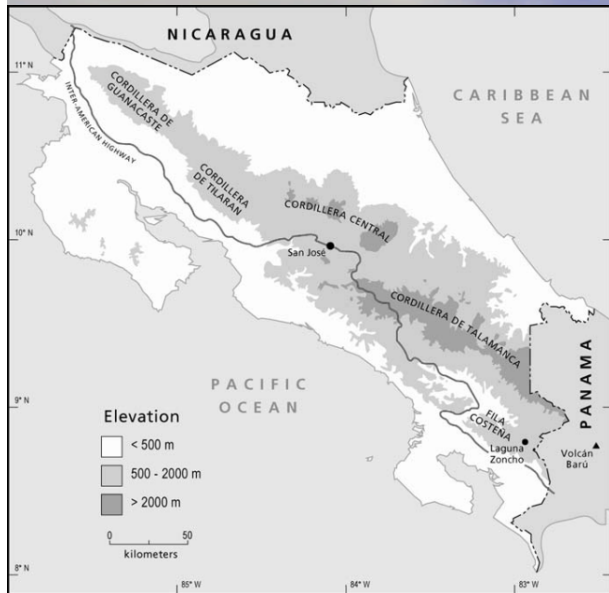 NICARAGUA
11° N
CORDILLERA DE
GUANACASTE
CARIBBEAN
SEA
INTER-AMERICAN HIGHWAY
CORDILLERA
DE TILARAN
CORDILLERA CENTRAL
10° N
San José
CORDILLERA DE TALAMANCA
PACIFIC
OCEAN
PANAMA
9° N
Elevation
< 500 m
500 - 2000 m
> 2000 m
FILA
COSTEÑA
Laguna
Zoncho
Volcán
Barú
0 50
kilometers
8° N
85° W
84° W
83° W